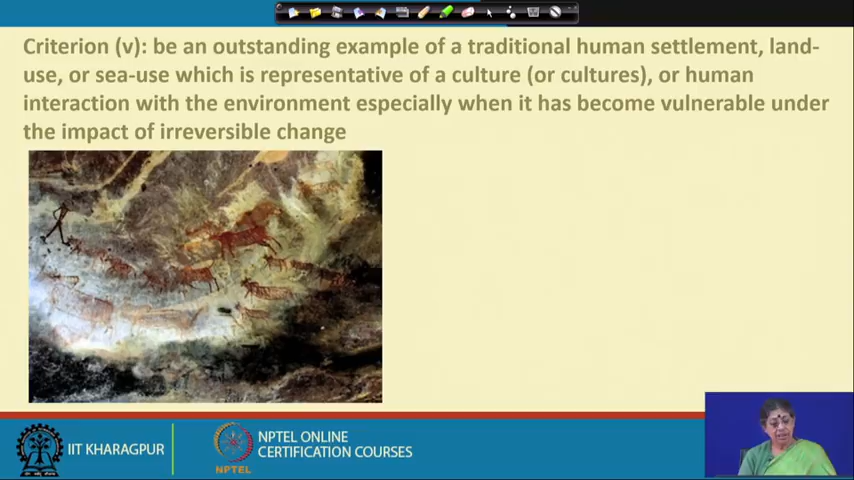 Criterion (v): be an outstanding example of a traditional human settlement, land-
use, or sea-use which is representative of a culture (or cultures), or human
interaction with the environment especially when it has become vulnerable under
the impact of irreversible change
IIT KHARAGPUR
NPTEL
NPTEL ONLINE
CERTIFICATION COURSES